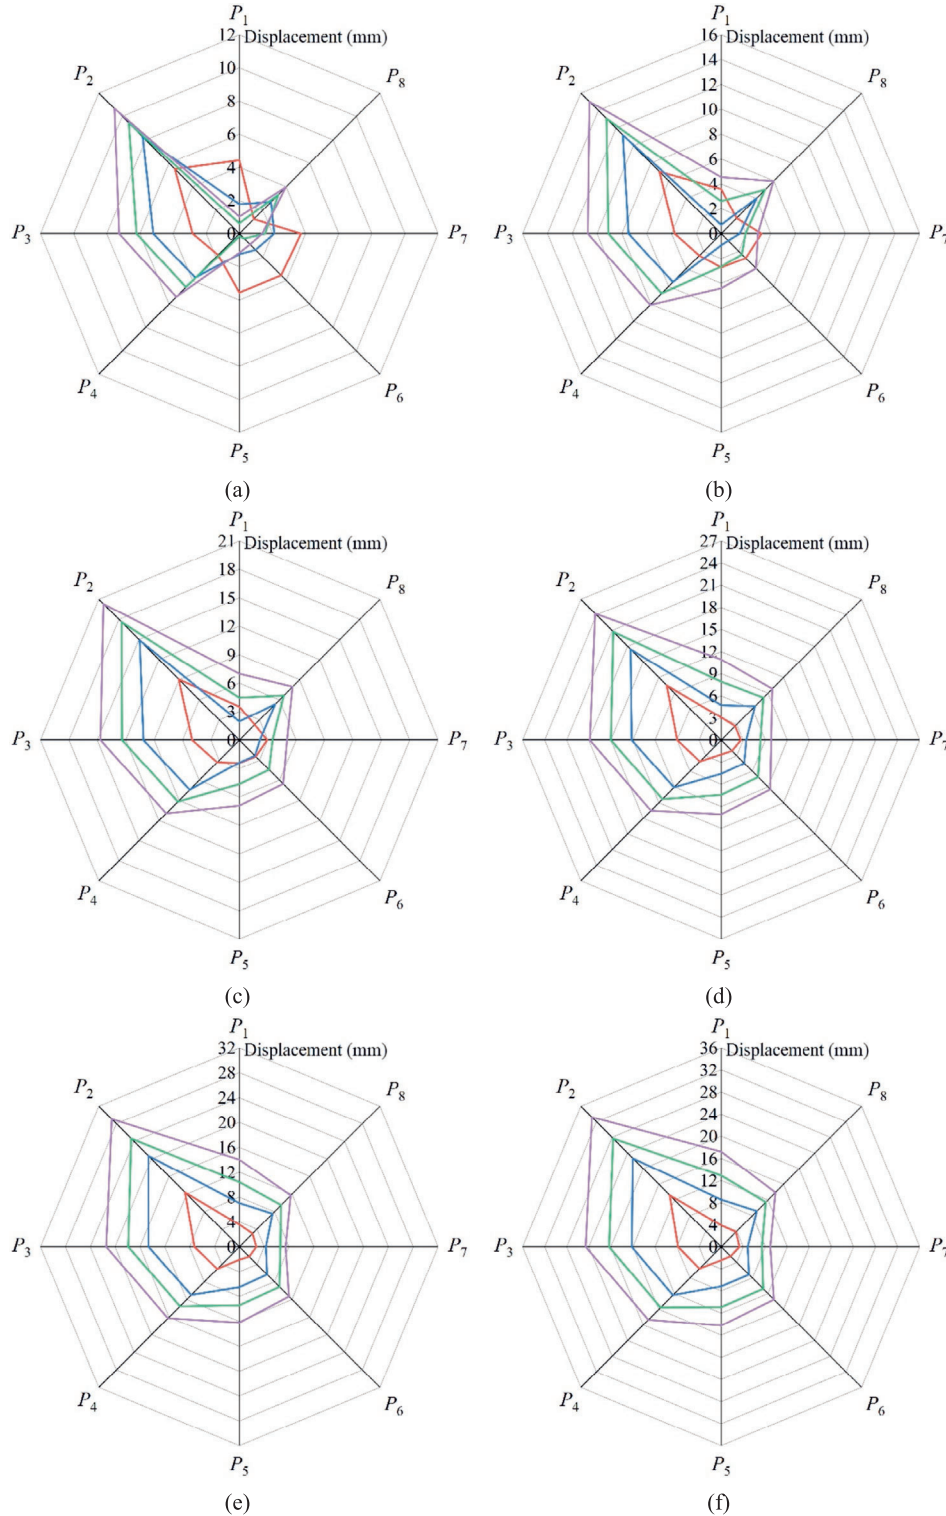 P1 P1
12 Displacement (mm) 16 Displacement (mm)
P2 10 P8 P2 14 P8
8 12
6 10
4 8
2 6
P3 0 P7 4
2
P3 0 P7
P4 P6 P4 P6
P5 P5
(a) (b)
P1 P1
21 Displacement (mm) 27 Displacement (mm)
P2 18 P8 P2 24 P8
15 21
12 18
9 15
6 12
3 9
P3 0 P7 6
3
P3 0 P7
P4 P6 P4 P6
P5 P5
(c) (d)
P1 P1
32 Displacement (mm) 36 Displacement (mm)
P2 28 P8 P2 32 P8
24 28
20 24
16 20
12 16
8 12
4 8
P3 0 P7 4
P3 0 P7
P4 P6 P4 P6
P5 P5
(e) (f)